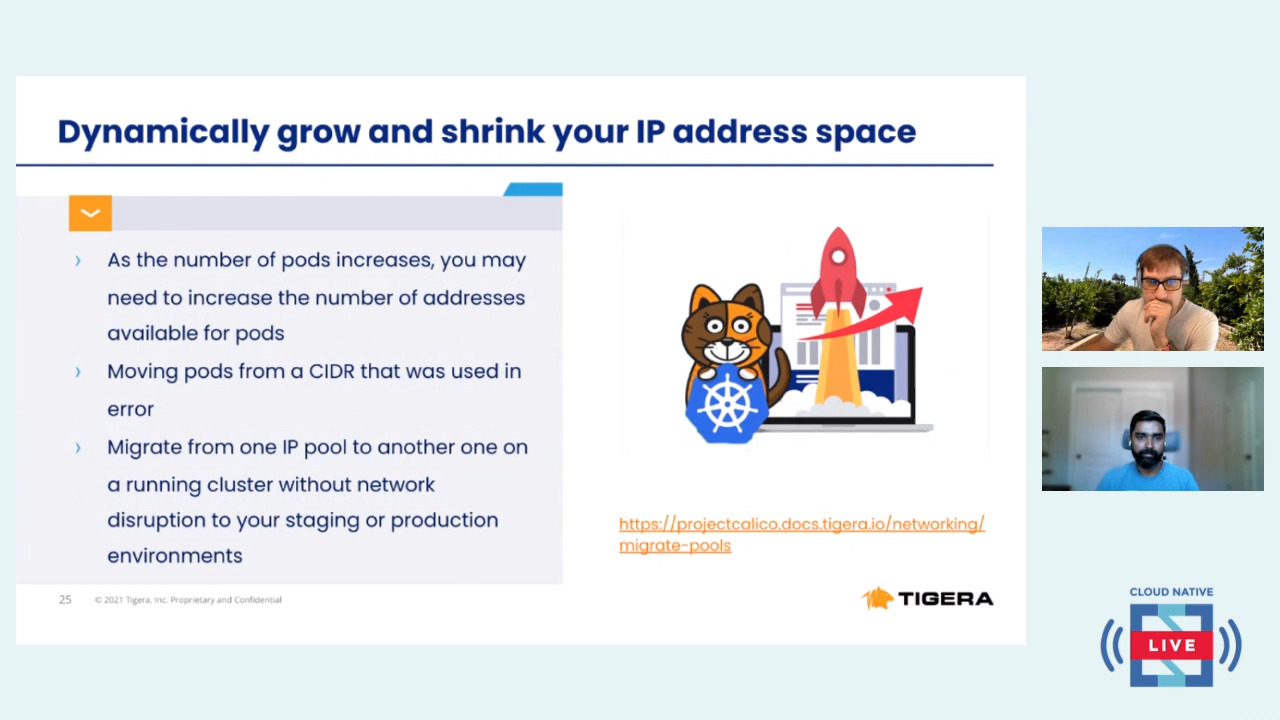 Dynamically grow and shrink your IP address space
As the number of pods increases, you may
need to increase the number of addresses
available for pods
Moving pods from a CIDR that was used in
error
Migrate from one IP pool to another one on
a running cluster without network
disruption to your staging or production
environments
https://projectcalico.docs.tigera.io/networking/
migrate-pools
25
© 2021 Tigera, Inc. Proprietary and Confidential
TIGERA
CLOUD NATIVE
LIVE